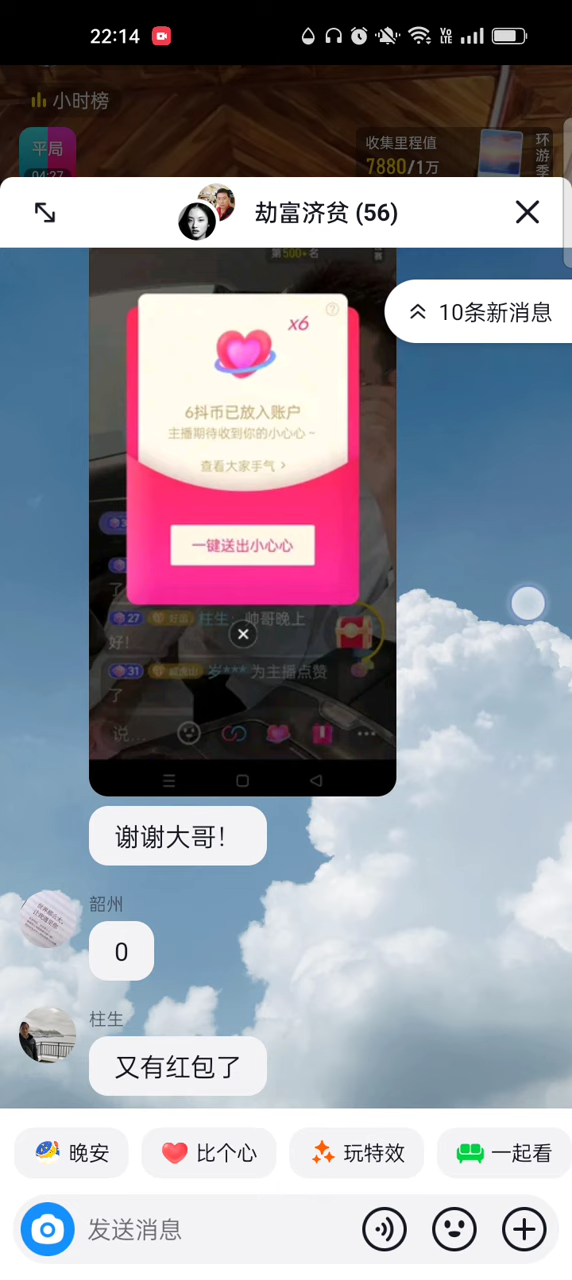 22:14
Vo
LTE
小时榜
平局
04:27
收集里程值
7880/1万
环游季
劫富济贫 (56)
10条新消息
第500+名
x6
6抖币已放入账户
主播期待收到你的小心心~
查看大家手气 >
一键送出小心心
了
27
柱生：帅哥晚上
好！
31 岁*** 为主播点赞
了
说...
谢谢大哥！
韶州
0
柱生
又有红包了
晚安
比个心
玩特效
一起看
发送消息